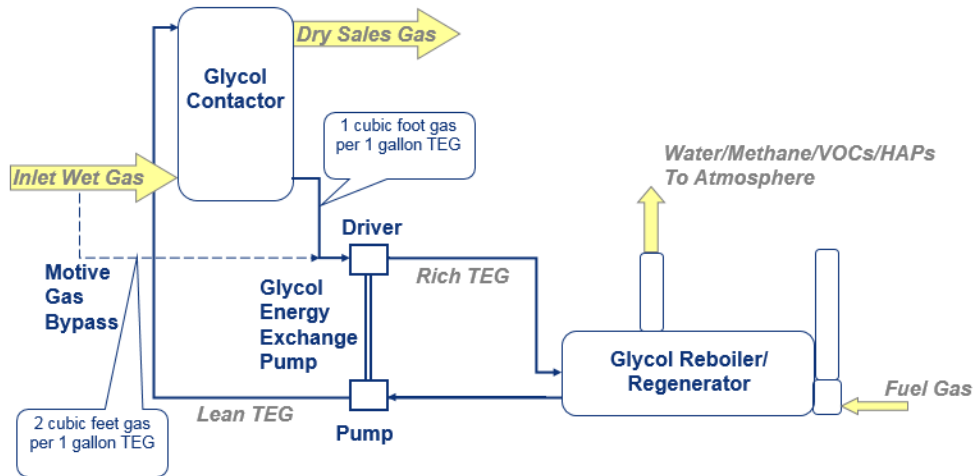 Dry Sales Gas
Glycol
Contactor
1 cubic foot gas
per 1 gallon TEG
Inlet Wet Gas
Water/Methane/VOCs/HAPs
To Atmosphere
Driver
Motive
Gas
Bypass
Glycol
Energy
Exchange
Pump
Rich TEG
Glycol Reboiler/
Regenerator
Fuel Gas
Lean TEG
Pump
2 cubic feet gas
per 1 gallon TEG